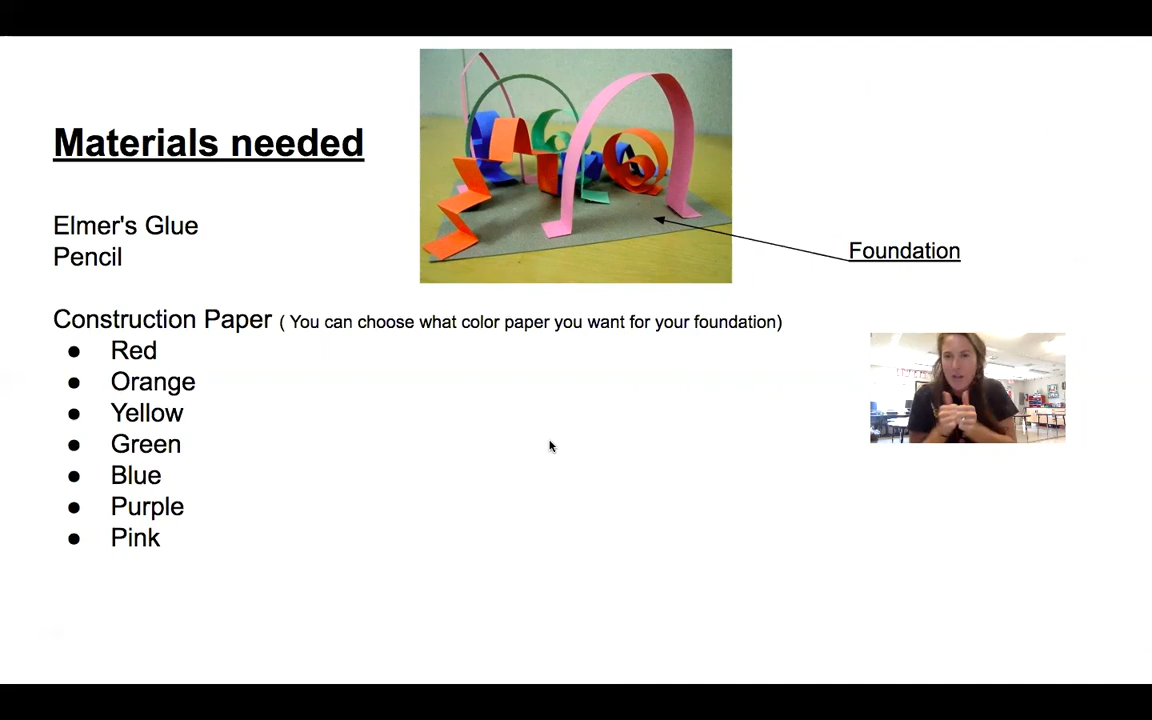 Materials needed
Elmer's Glue
Pencil
Foundation
Construction Paper ( You can choose what color paper you want for your foundation)
● Red
● Orange
● Yellow
● Green
● Blue
● Purple
● Pink